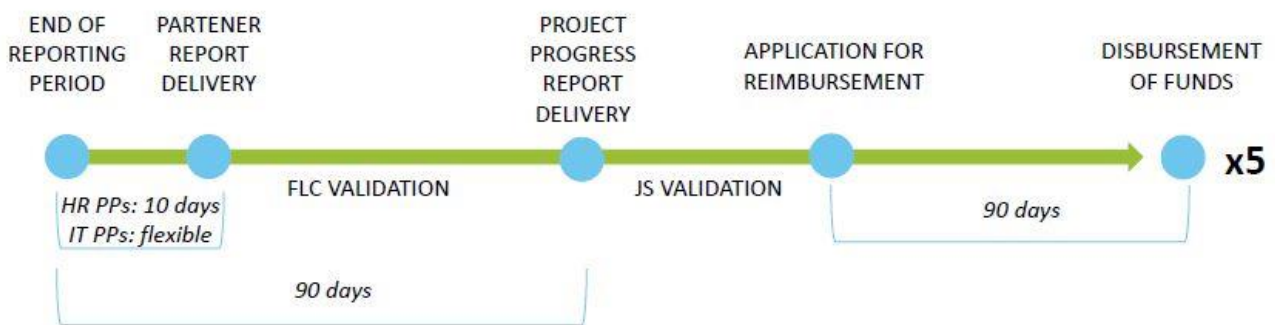 END OF
REPORTING
PERIOD
PARTENER
REPORT
DELIVERY
PROJECT
PROGRESS
REPORT
DELIVERY
APPLICATION FOR
REIMBURSEMENT
DISBURSEMENT
OF FUNDS
x5
FLC VALIDATION
JS VALIDATION
HR PPs: 10 days
IT PPs: flexible
90 days
90 days